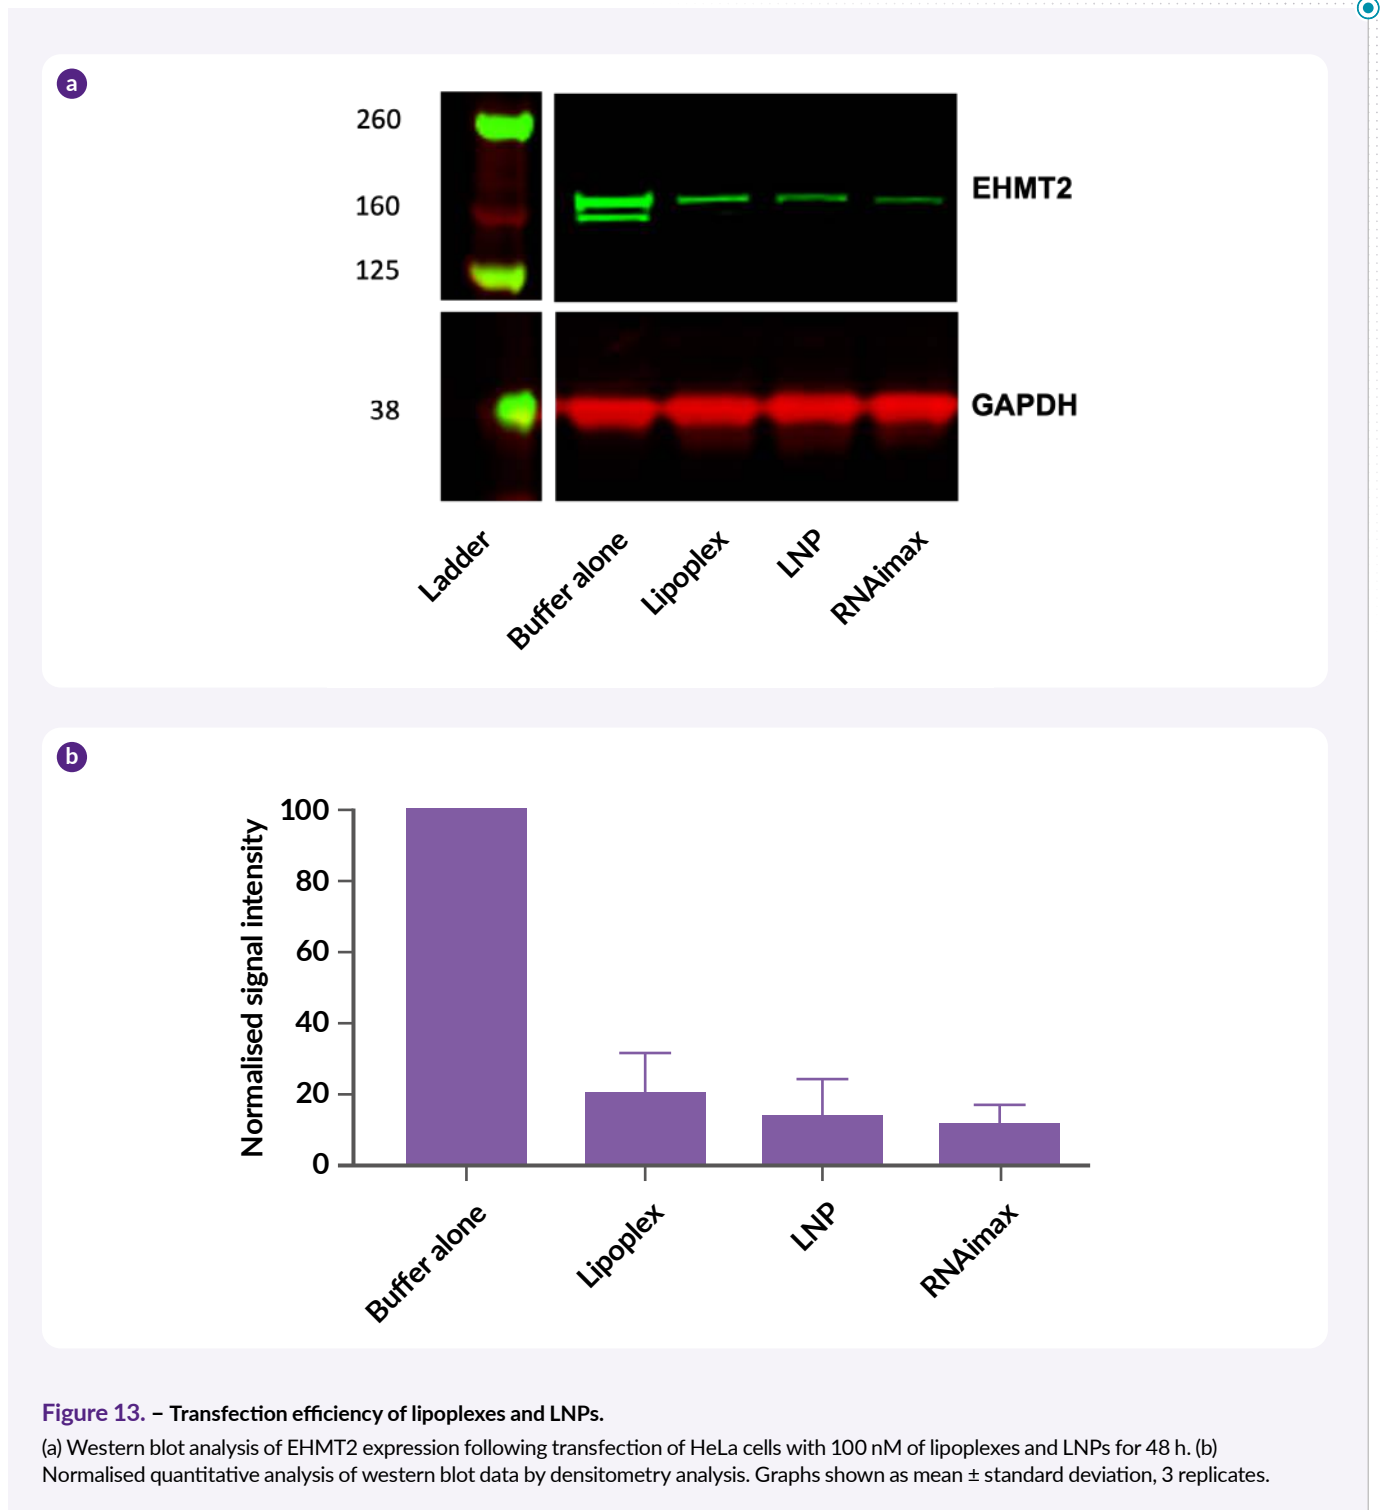 a
260
160
125
38
EHMT2
GAPDH
Ladder
Buffer alone
Lipoplex
LNP
RNAimax
b
Normalised signal intensity
100
80
60
40
20
0
Buffer alone
Lipoplex
LNP
RNAimax
Figure 13. – Transfection efficiency of lipoplexes and LNPs.
(a) Western blot analysis of EHMT2 expression following transfection of HeLa cells with 100 nM of lipoplexes and LNPs for 48 h. (b)
Normalised quantitative analysis of western blot data by densitometry analysis. Graphs shown as mean ± standard deviation, 3 replicates.